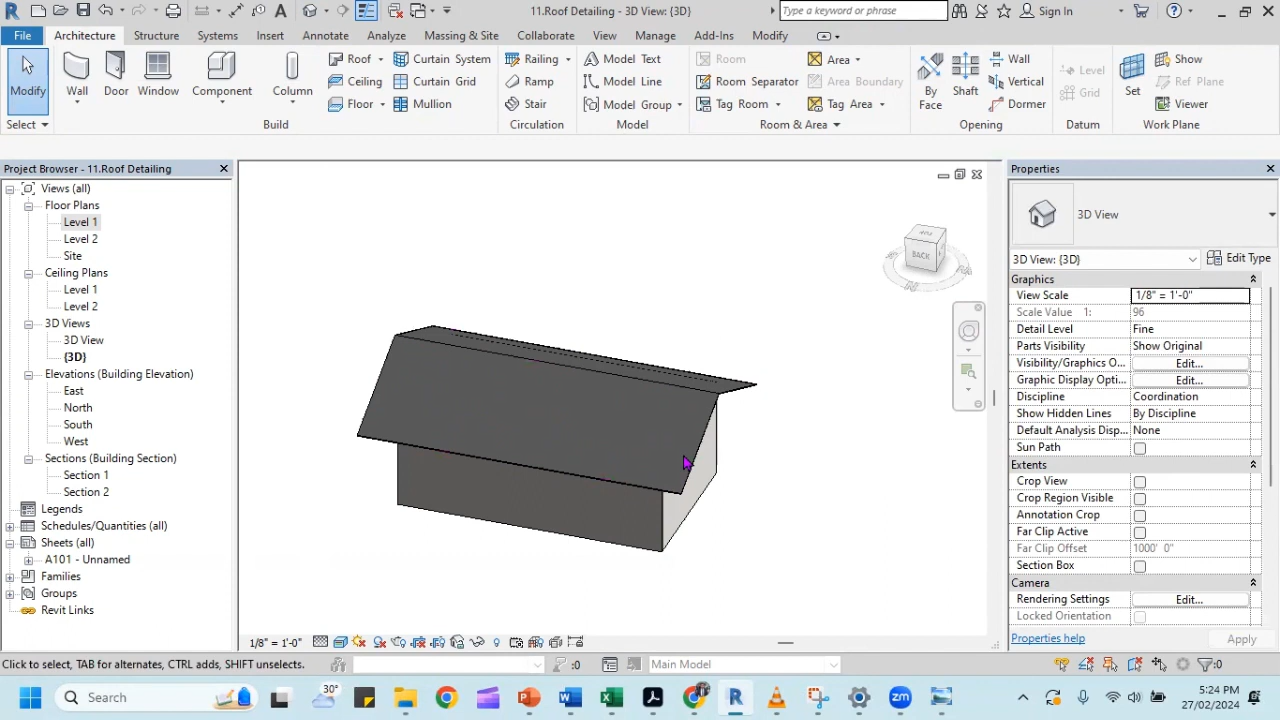 11.Roof Detailing - 3D View: {3D}
Type a keyword or phrase
Sign In
File
Architecture
Structure
Systems
Insert
Annotate
Analyze
Massing & Site
Collaborate
View
Manage
Add-Ins
Modify
Modify
Wall
Door
Window
Component
Column
Roof
Ceiling
Floor
Curtain System
Curtain Grid
Mullion
Railing
Ramp
Stair
Model Text
Model Line
Model Group
Room
Room Separator
Tag Room
Area
Area Boundary
Tag Area
By
Face
Shaft
Wall
Vertical
Dormer
Level
Grid
Set
Show
Ref Plane
Viewer
Select
Build
Circulation
Model
Room & Area
Opening
Datum
Work Plane
Project Browser - 11.Roof Detailing
Views (all)
Floor Plans
Level 1
Level 2
Site
Ceiling Plans
Level 1
Level 2
3D Views
3D View
{3D}
Elevations (Building Elevation)
East
North
South
West
Sections (Building Section)
Section 1
Section 2
Legends
Schedules/Quantities (all)
Sheets (all)
A101 - Unnamed
Families
Groups
Revit Links
BACK
1/8" = 1'-0"
Properties
3D View
3D View: {3D}
Edit Type
Graphics
View Scale 1/8" = 1'-0"
Scale Value 1: 96
Detail Level Fine
Parts Visibility Show Original
Visibility/Graphics O... Edit...
Graphic Display Opti... Edit...
Discipline Coordination
Show Hidden Lines By Discipline
Default Analysis Disp... None
Sun Path
Extents
Crop View
Crop Region Visible
Annotation Crop
Far Clip Active
Far Clip Offset 1000' 0"
Section Box
Camera
Rendering Settings Edit...
Locked Orientation
Properties help
Apply
Click to select, TAB for alternates, CTRL adds, SHIFT unselects.
:0
Main Model
:0
Search
30°
5:24 PM
27/02/2024